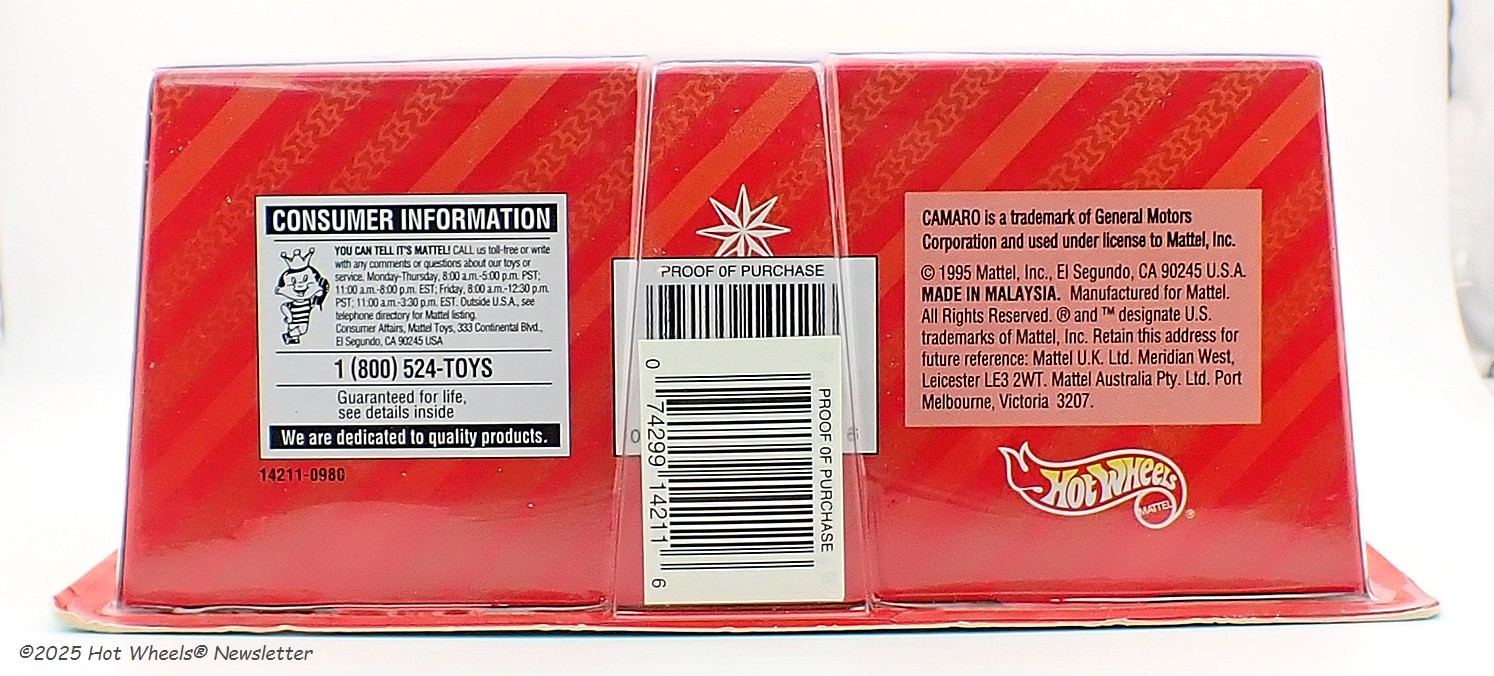 CONSUMER INFORMATION
YOU CAN TELL IT'S MATTEL! CALL us toll-free or write
with any comments or questions about our toys or
service. Monday-Thursday, 8:00 a.m.-5:00 p.m. PST;
11:00 a.m.-8:00 p.m. EST; Friday, 8:00 a.m.-12:30 p.m.
PST; 11:00 a.m.-3:30 p.m. EST. Outside U.S.A., see
telephone directory for Mattel listing.
Consumer Affairs, Mattel Toys, 333 Continental Blvd.,
El Segundo, CA 90245 USA
1 (800) 524-TOYS
Guaranteed for life,
see details inside
We are dedicated to quality products.
14211-0980
PROOF OF PURCHASE
0 6
0 74299 14211 6
PROOF OF PURCHASE
CAMARO is a trademark of General Motors
Corporation and used under license to Mattel, Inc.
© 1995 Mattel, Inc., El Segundo, CA 90245 U.S.A.
MADE IN MALAYSIA. Manufactured for Mattel.
All Rights Reserved. ® and ™ designate U.S.
trademarks of Mattel, Inc. Retain this address for
future reference: Mattel U.K. Ltd. Meridian West,
Leicester LE3 2WT. Mattel Australia Pty. Ltd. Port
Melbourne, Victoria 3207.
HOT WHEELS
MATTEL ®
©2025 Hot Wheels® Newsletter